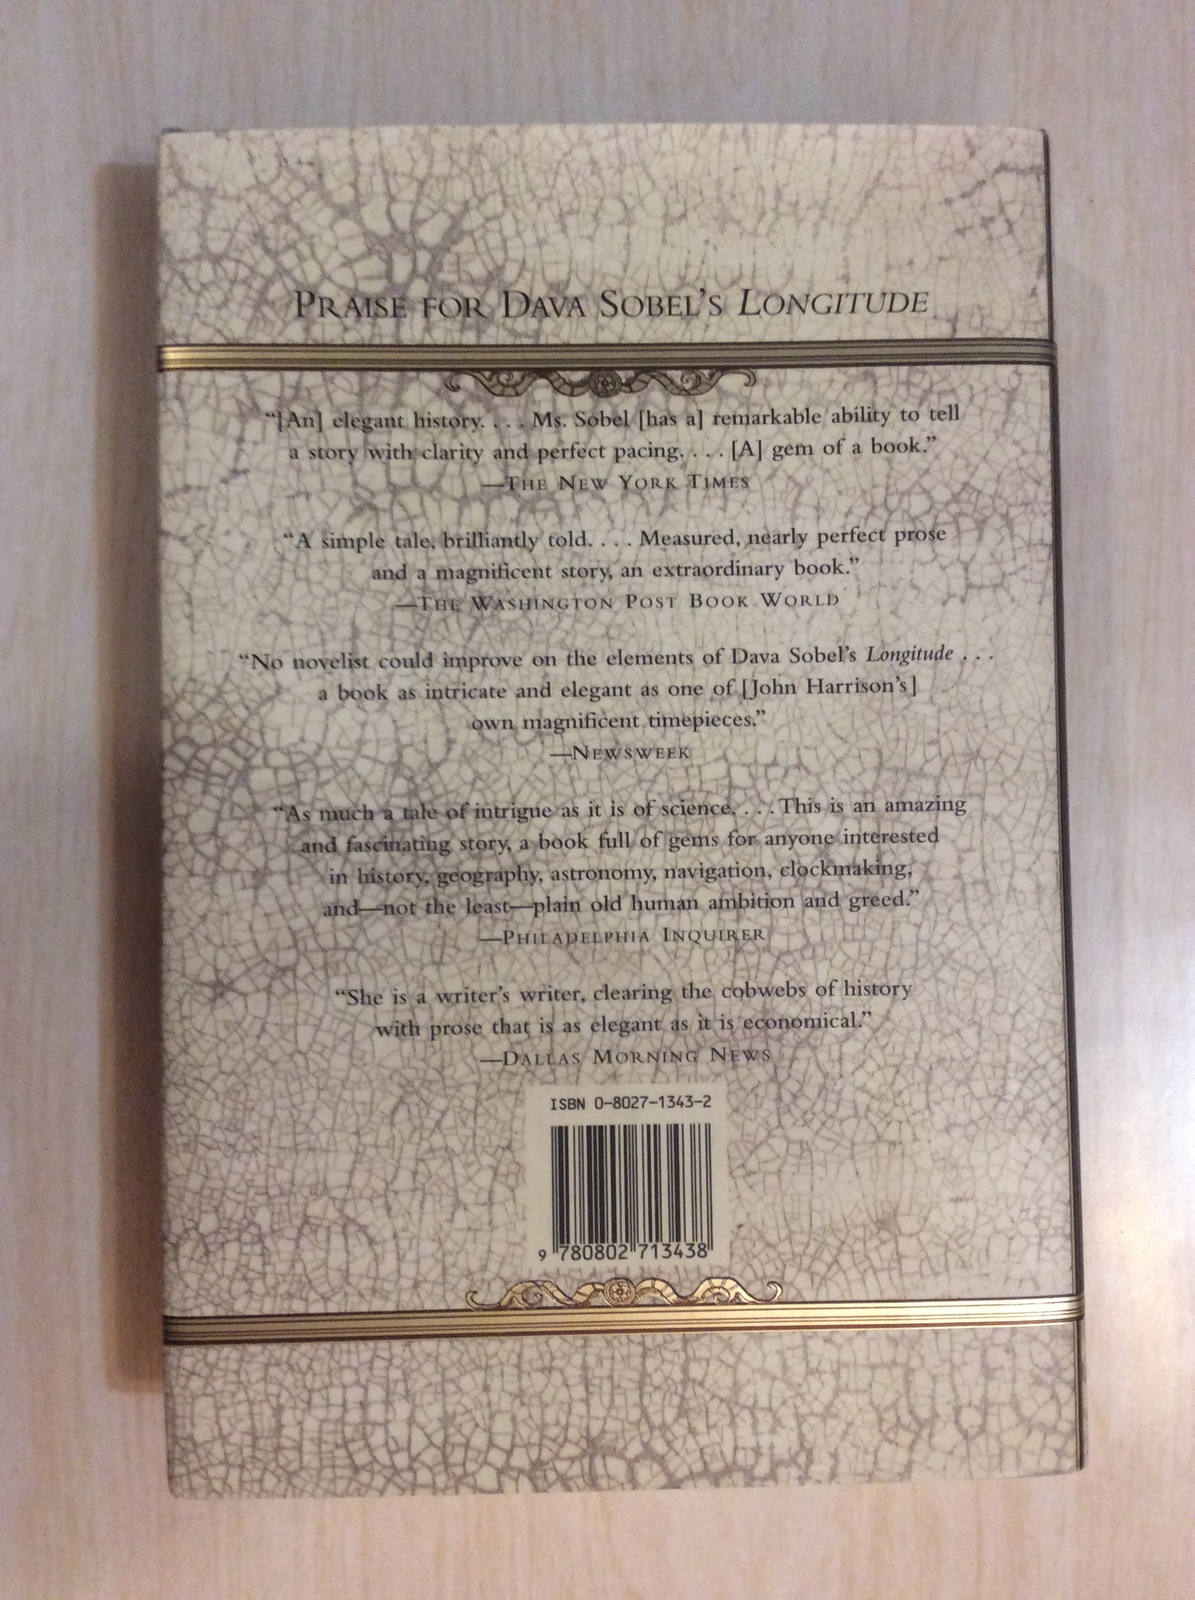 PRAISE FOR DAVA SOBEL'S LONGITUDE
“[An] elegant history. . . . Ms. Sobel [has a] remarkable ability to tell
a story with clarity and perfect pacing. . . . [A] gem of a book.”
—THE NEW YORK TIMES
“A simple tale, brilliantly told. . . . Measured, nearly perfect prose
and a magnificent story, an extraordinary book.”
—THE WASHINGTON POST BOOK WORLD
“No novelist could improve on the elements of Dava Sobel's Longitude . . .
a book as intricate and elegant as one of [John Harrison's]
own magnificent timepieces.”
—NEWSWEEK
“As much a tale of intrigue as it is of science. . . . This is an amazing
and fascinating story, a book full of gems for anyone interested
in history, geography, astronomy, navigation, clockmaking,
and—not the least—plain old human ambition and greed.”
—PHILADELPHIA INQUIRER
“She is a writer's writer, clearing the cobwebs of history
with prose that is as elegant as it is economical.”
—DALLAS MORNING NEWS
ISBN 0-8027-1343-2
9 780802 713438